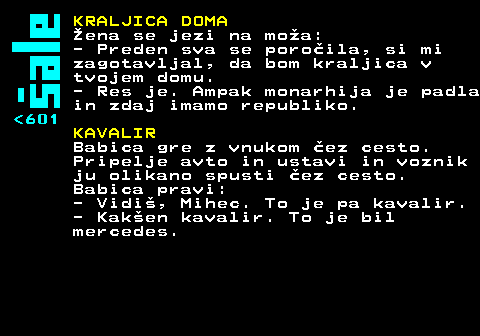 šale
<601
KRALJICA DOMA
Žena se jezi na moža:
- Preden sva se poročila, si mi
zagotavljal, da bom kraljica v
tvojem domu.
- Res je. Ampak monarhija je padla
in zdaj imamo republiko.
KAVALIR
Babica gre z vnukom čez cesto.
Pripelje avto in ustavi in voznik
ju olikano spusti čez cesto.
Babica pravi:
- Vidiš, Mihec. To je pa kavalir.
- Kakšen kavalir. To je bil
mercedes.